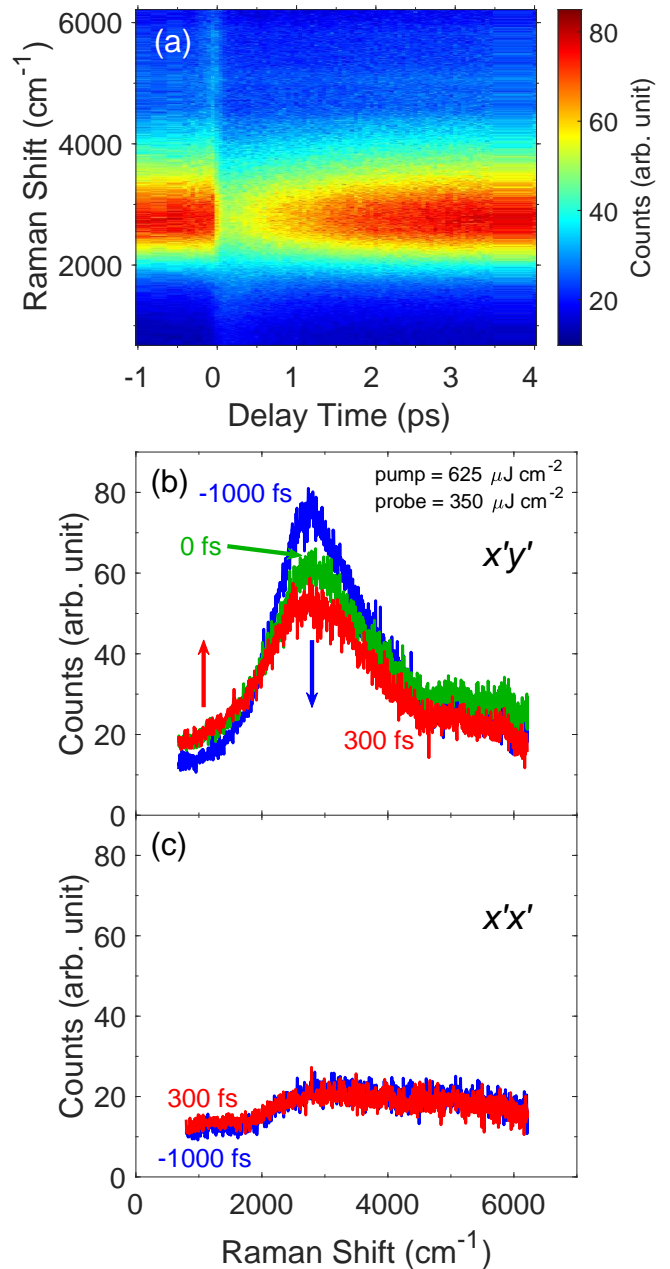 (a)
6000
4000
2000
Raman Shift (cm-1)
-1 0 1 2 3 4
Delay Time (ps)
80
60
40
20
Counts (arb. unit)
(b)
-1000 fs
pump = 625 μJ cm-2
probe = 350 μJ cm-2
0 fs
x'y'
300 fs
80
60
40
20
0
Counts (arb. unit)
(c)
x'x'
300 fs
-1000 fs
80
60
40
20
0
Counts (arb. unit)
0 2000 4000 6000
Raman Shift (cm-1)